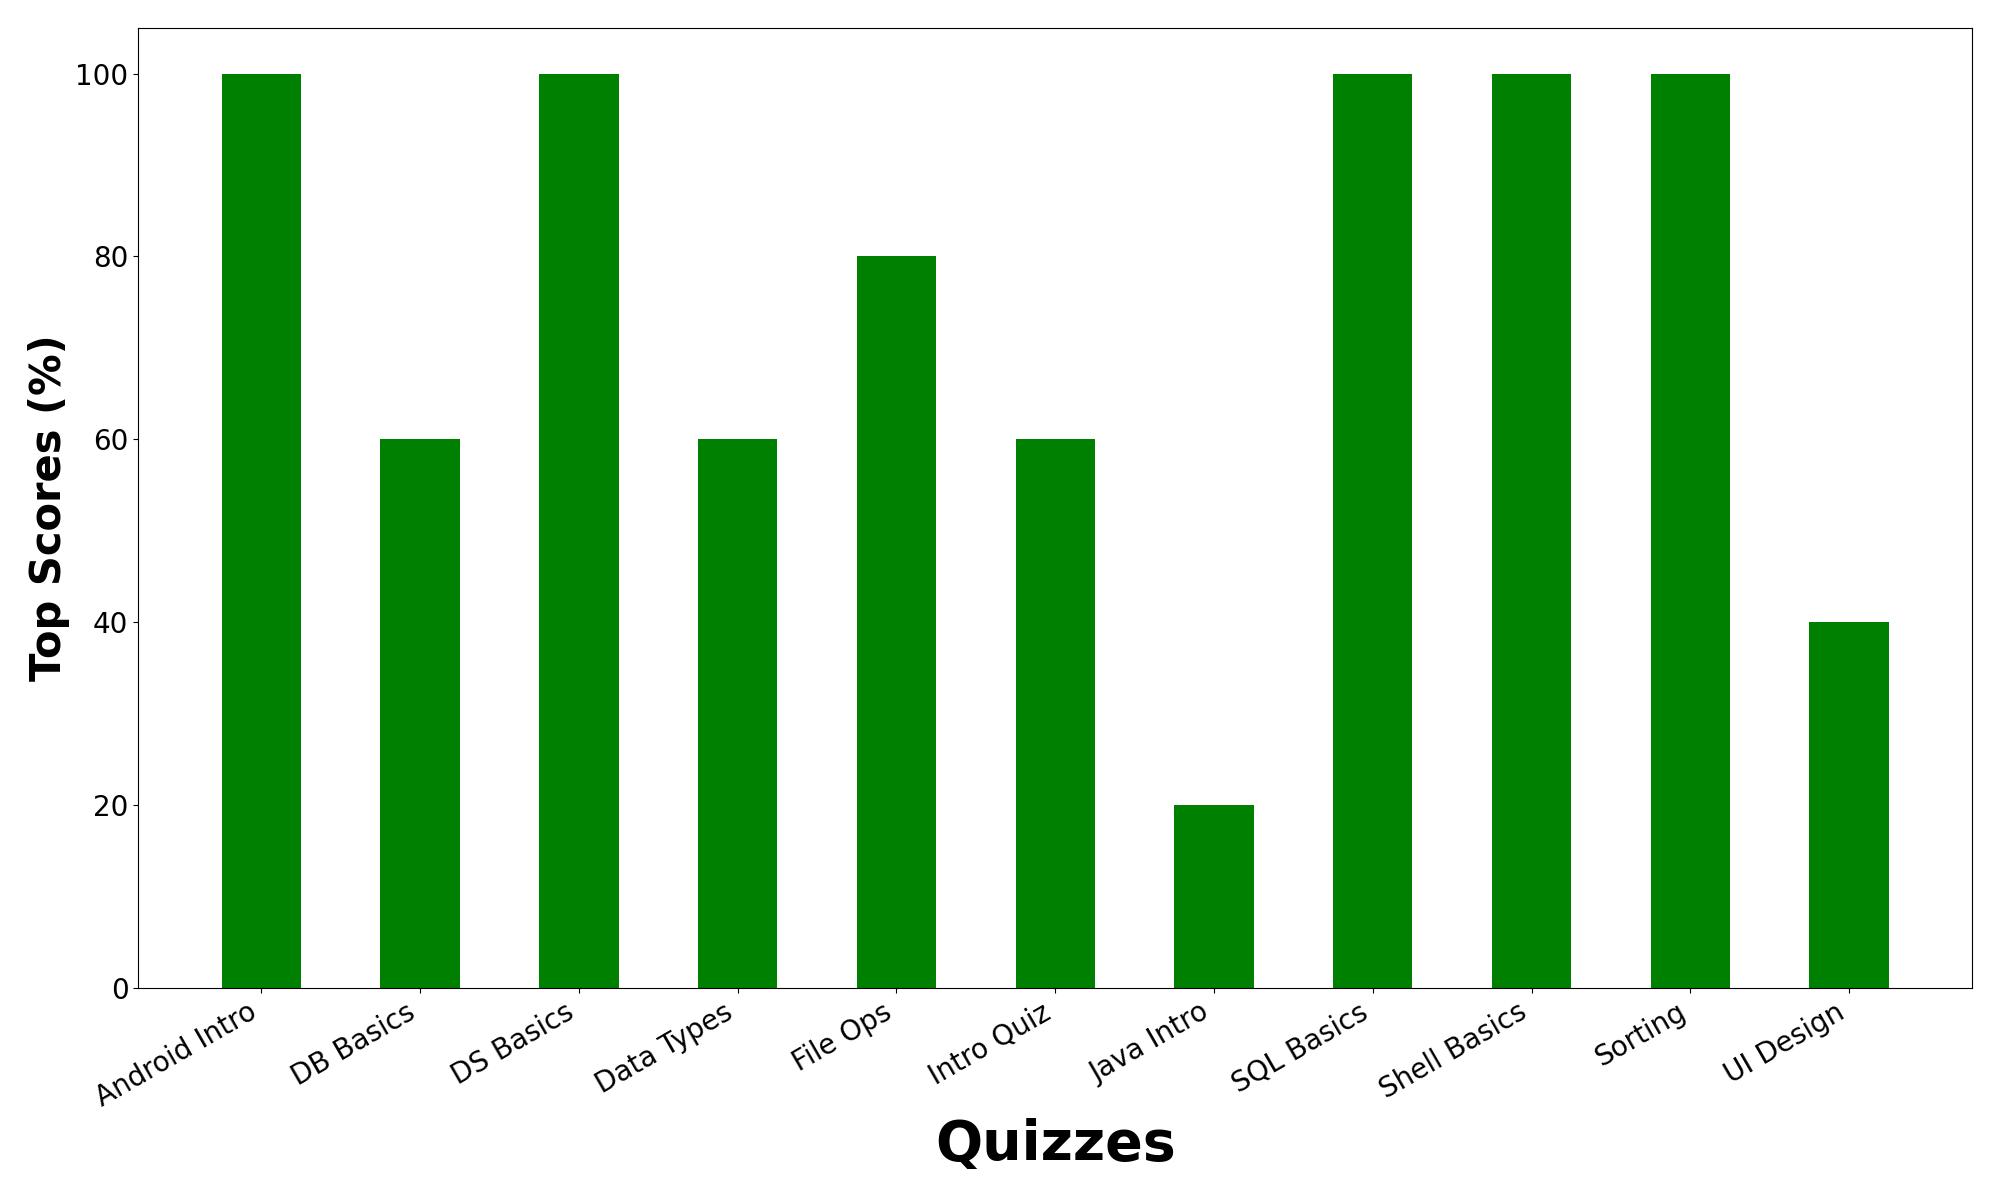 Top Scores (%)
100
80
60
40
20
0
Android Intro
DB Basics
DS Basics
Data Types
File Ops
Intro Quiz
Java Intro
SQL Basics
Shell Basics
Sorting
UI Design
Quizzes